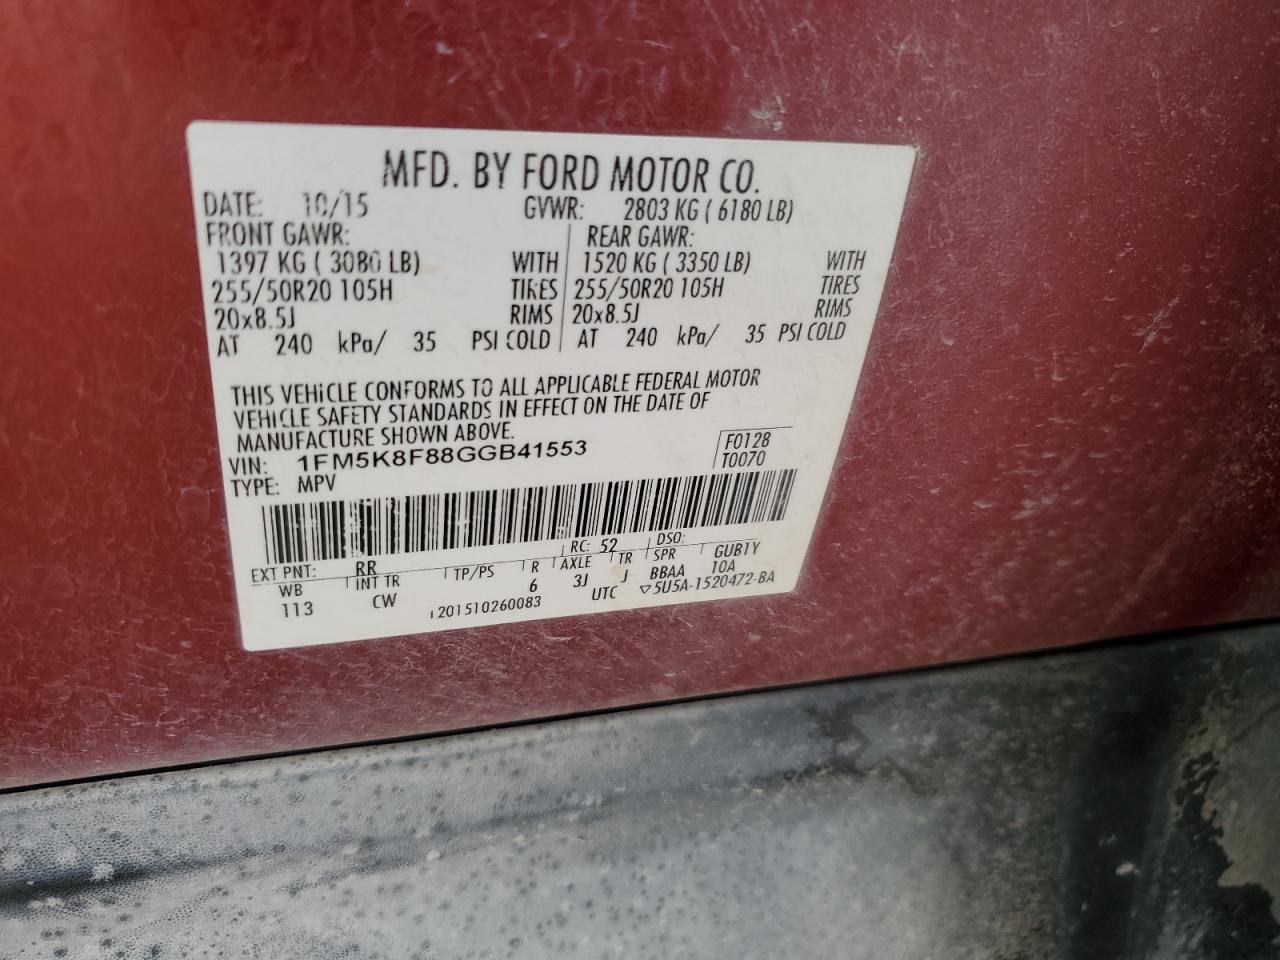 MFD. BY FORD MOTOR CO.
DATE: 10/15 GVWR: 2803 KG ( 6180 LB)
FRONT GAWR: REAR GAWR:
1397 KG ( 3080 LB) WITH 1520 KG ( 3350 LB) WITH
255/50R20 105H TIRES 255/50R20 105H TIRES
20x8.5J RIMS 20x8.5J RIMS
AT 240 kPa/ 35 PSI COLD AT 240 kPa/ 35 PSI COLD
THIS VEHICLE CONFORMS TO ALL APPLICABLE FEDERAL MOTOR
VEHICLE SAFETY STANDARDS IN EFFECT ON THE DATE OF
MANUFACTURE SHOWN ABOVE.
VIN: 1FM5K8F88GGB41553 F0128
TYPE: MPV T0070
EXT PNT: RR RC: 52 DSO:
WB INT TR TP/PS R AXLE TR SPR GUB1Y
113 CW 6 3J J BBAA 10A
1201510260083 UTC ▽5U5A-1520472-BA